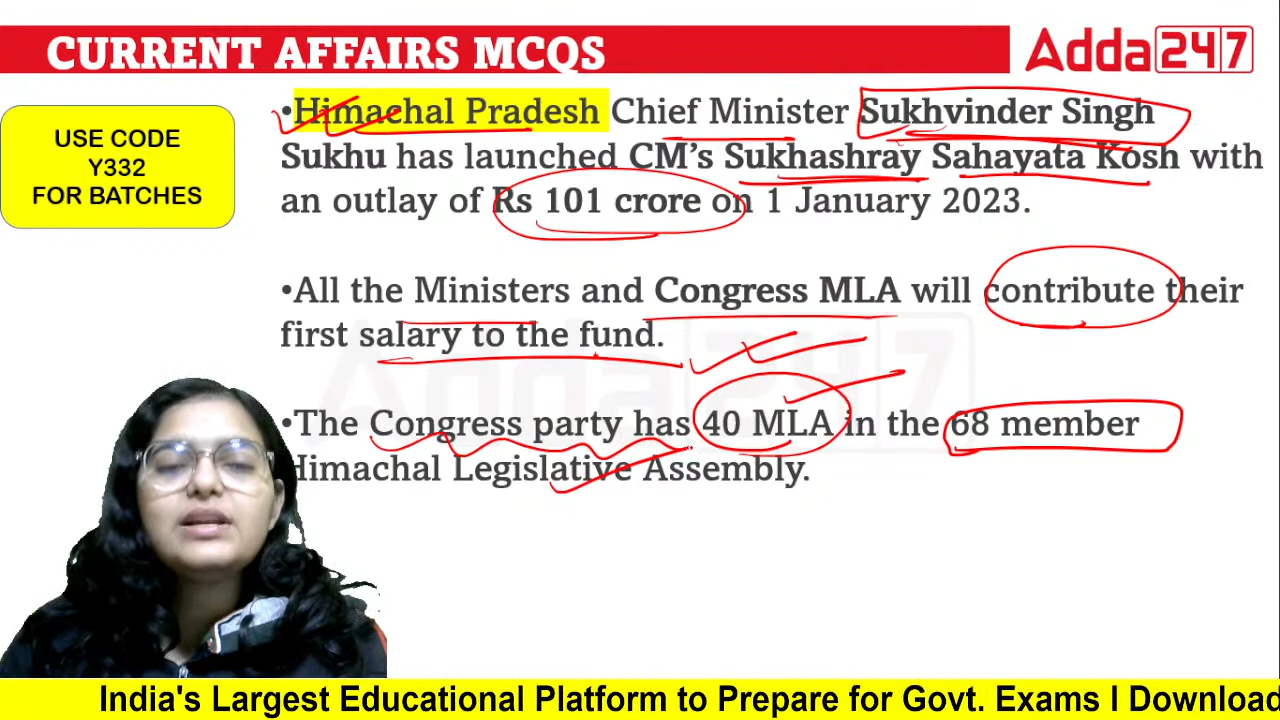 CURRENT AFFAIRS MCQS
Adda247
USE CODE
Y332
FOR BATCHES
•Himachal Pradesh Chief Minister Sukhvinder Singh
Sukhu has launched CM's Sukhashray Sahayata Kosh with
an outlay of Rs 101 crore on 1 January 2023.
•All the Ministers and Congress MLA will contribute their
first salary to the fund.
Adda247
•The Congress party has 40 MLA in the 68 member
Himachal Legislative Assembly.
India's Largest Educational Platform to Prepare for Govt. Exams I Download